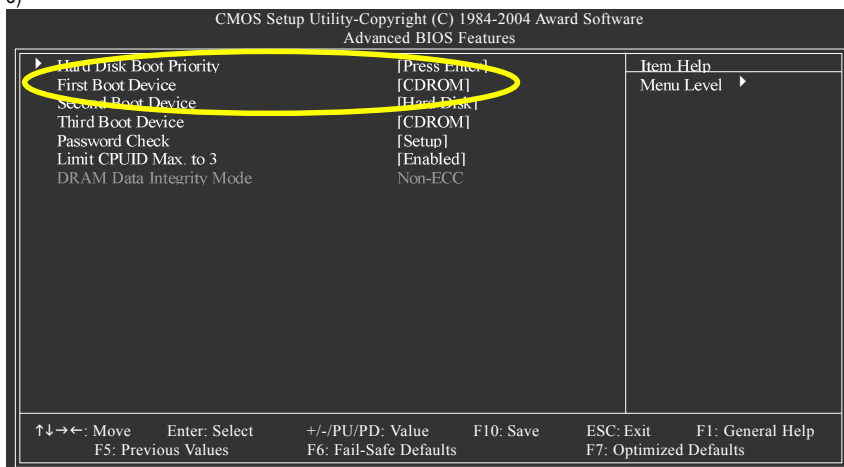 CMOS Setup Utility-Copyright (C) 1984-2004 Award Software
Advanced BIOS Features
Hard Disk Boot Priority [Press Enter] Item Help
First Boot Device [CDROM] Menu Level
Second Boot Device [Hard Disk]
Third Boot Device [CDROM]
Password Check [Setup]
Limit CPUID Max. to 3 [Enabled]
DRAM Data Integrity Mode Non-ECC
↑↓→←: Move Enter: Select +/-/PU/PD: Value F10: Save ESC: Exit F1: General Help
F5: Previous Values F6: Fail-Safe Defaults F7: Optimized Defaults